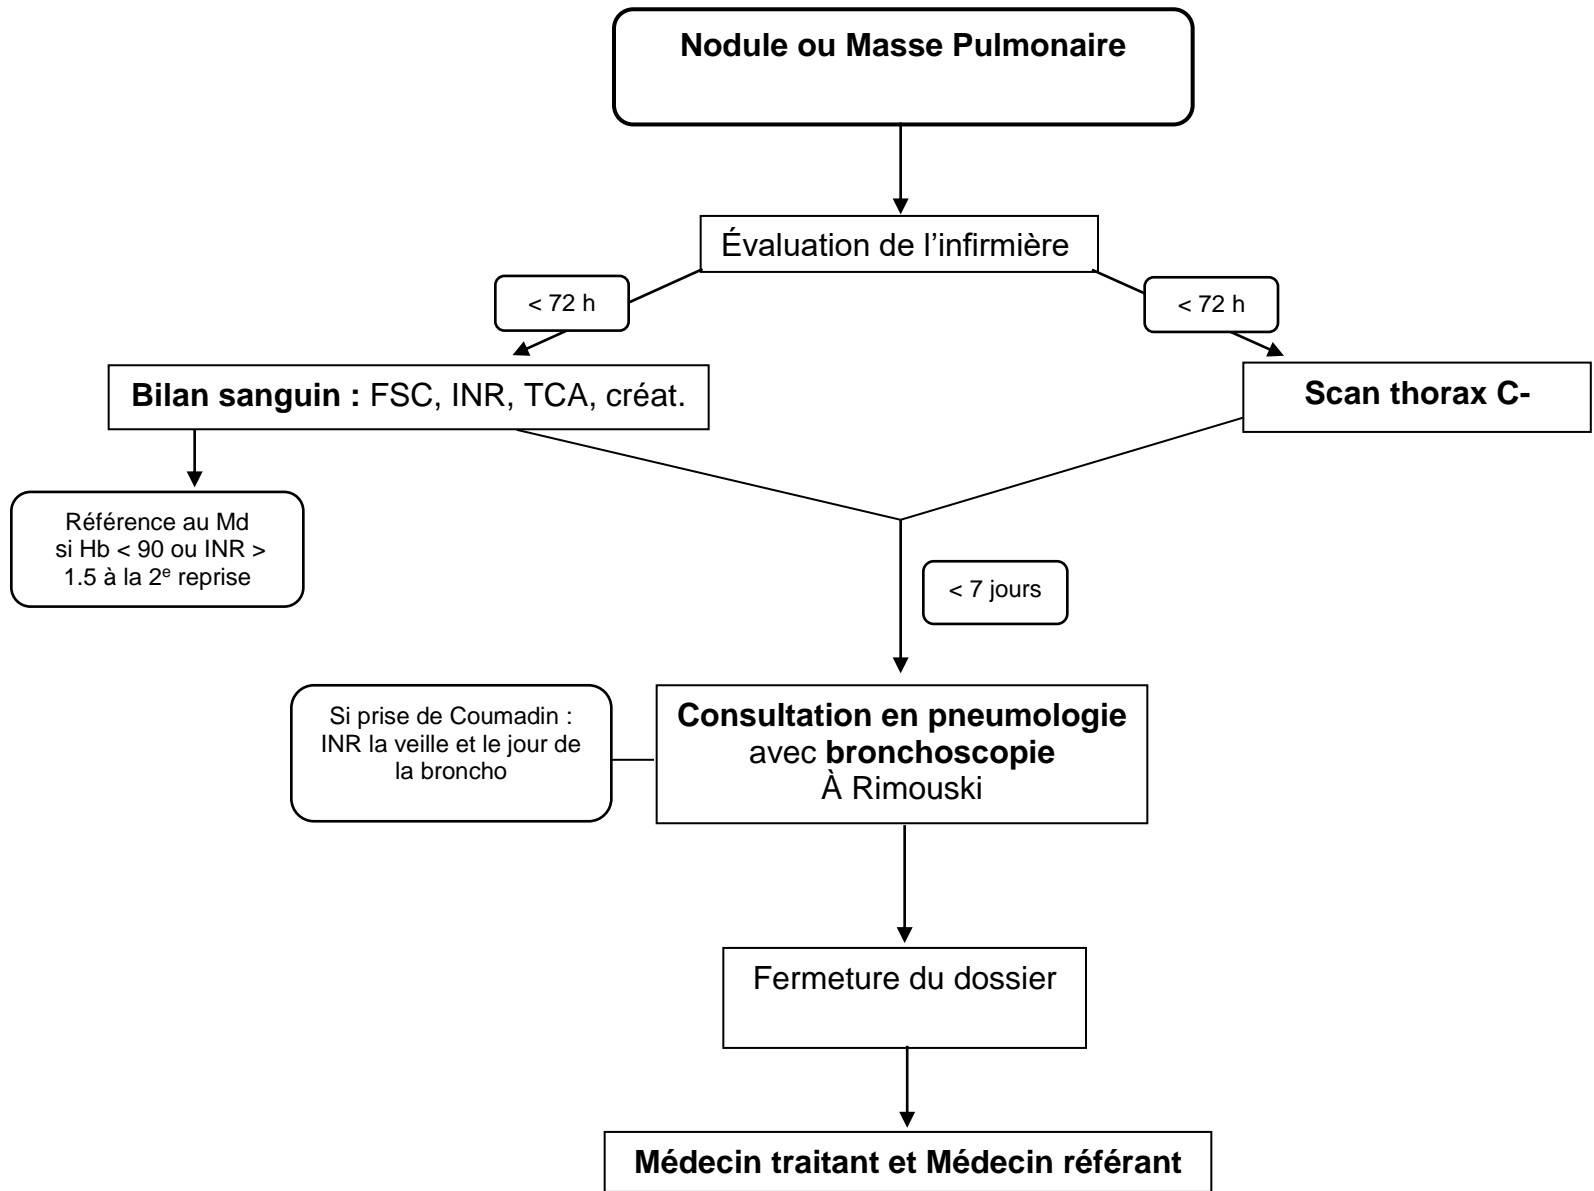 Nodule ou Masse Pulmonaire
Évaluation de l’infirmière
< 72 h
< 72 h
Bilan sanguin : FSC, INR, TCA, créat.
Scan thorax C-
Référence au Md
si Hb < 90 ou INR >
1.5 à la 2e reprise
< 7 jours
Si prise de Coumadin :
INR la veille et le jour de
la broncho
Consultation en pneumologie
avec bronchoscopie
À Rimouski
Fermeture du dossier
Médecin traitant et Médecin référant